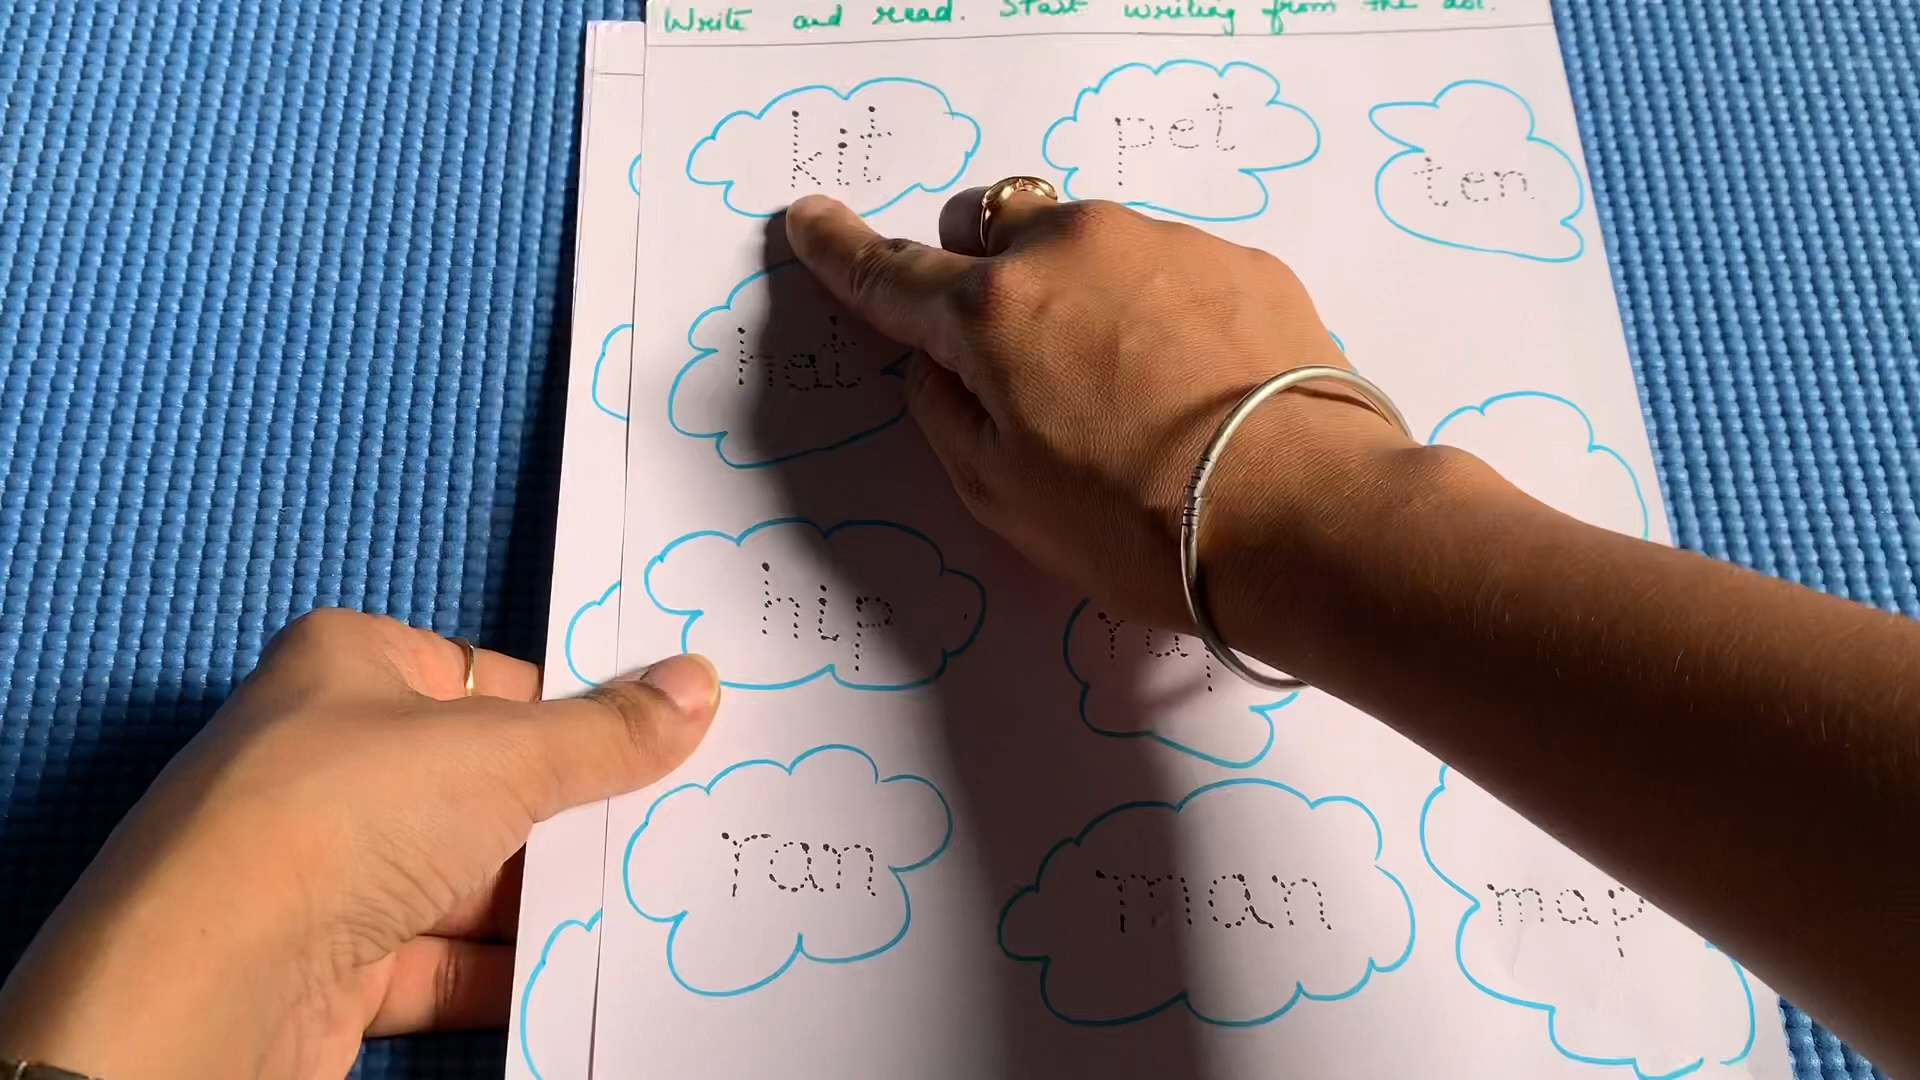 Write and read. Start writing from the dot.
kit pet ten
hat
hip
ran man map